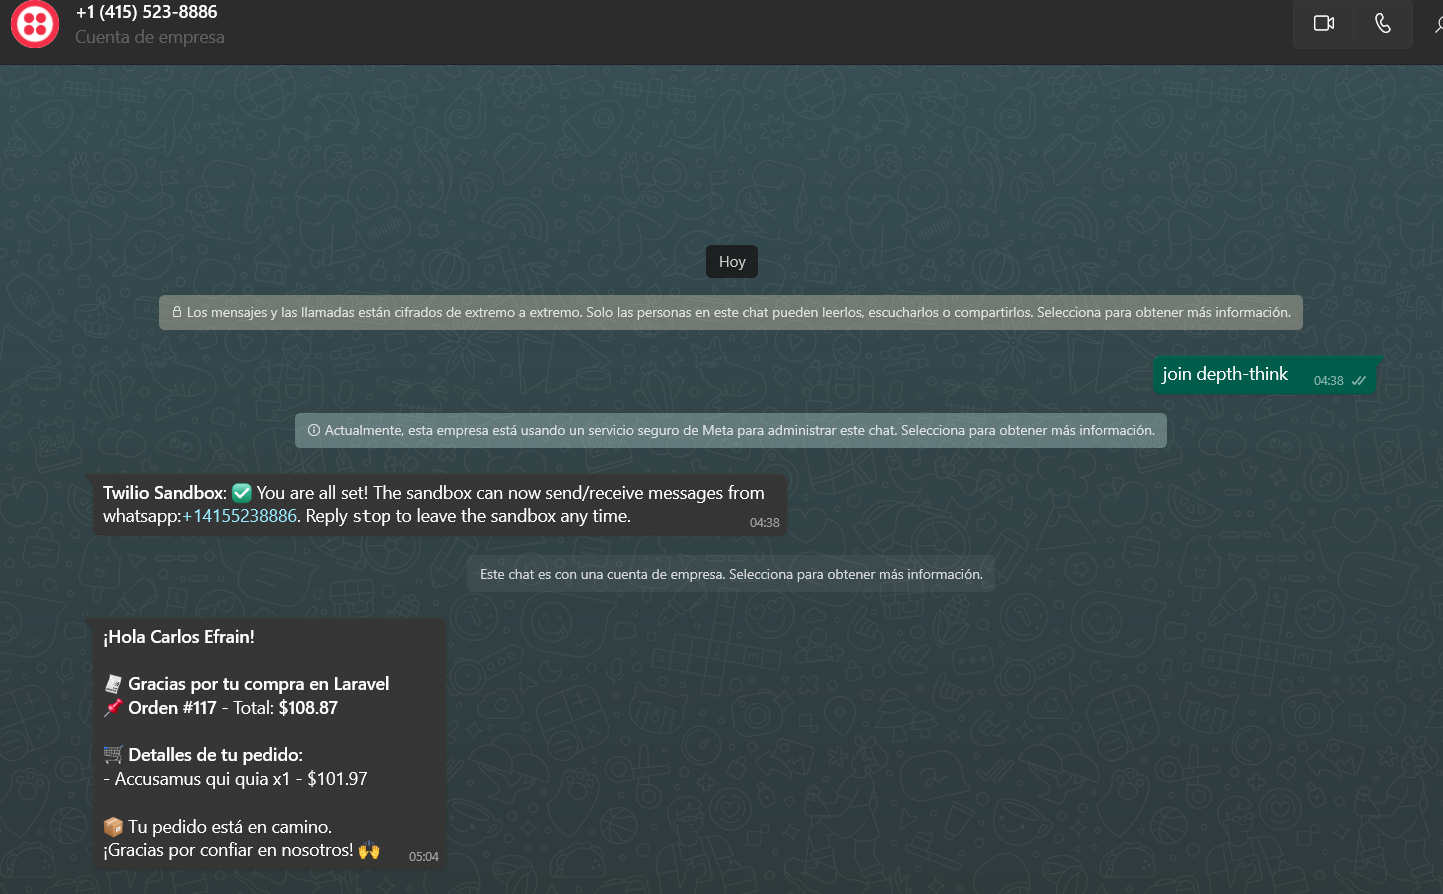 +1 (415) 523-8886
Cuenta de empresa
Hoy
Los mensajes y las llamadas están cifrados de extremo a extremo. Solo las personas en este chat pueden leerlos, escucharlos o compartirlos. Selecciona para obtener más información.
join depth-think 04:38
Actualmente, esta empresa está usando un servicio seguro de Meta para administrar este chat. Selecciona para obtener más información.
Twilio Sandbox: ✅ You are all set! The sandbox can now send/receive messages from
whatsapp:+14155238886. Reply stop to leave the sandbox any time.
04:38
Este chat es con una cuenta de empresa. Selecciona para obtener más información.
¡Hola Carlos Efrain!
🧾 Gracias por tu compra en Laravel
📌 Orden #117 - Total: $108.87
🛒 Detalles de tu pedido:
- Accusamus qui quia x1 - $101.97
📦 Tu pedido está en camino.
¡Gracias por confiar en nosotros! 🙌 05:04